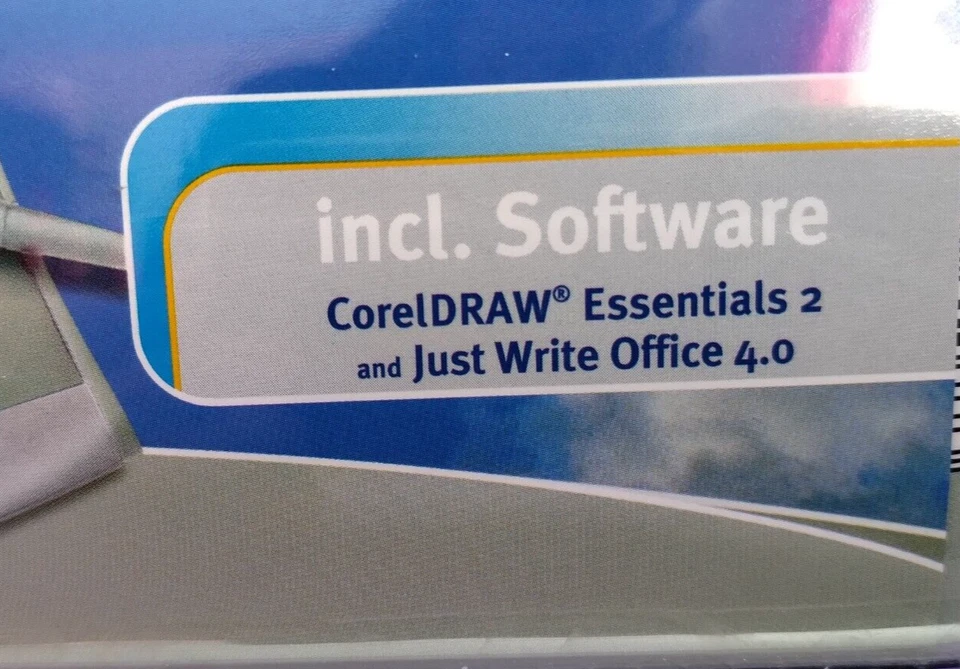 incl. Software
CorelDRAW® Essentials 2
and Just Write Office 4.0